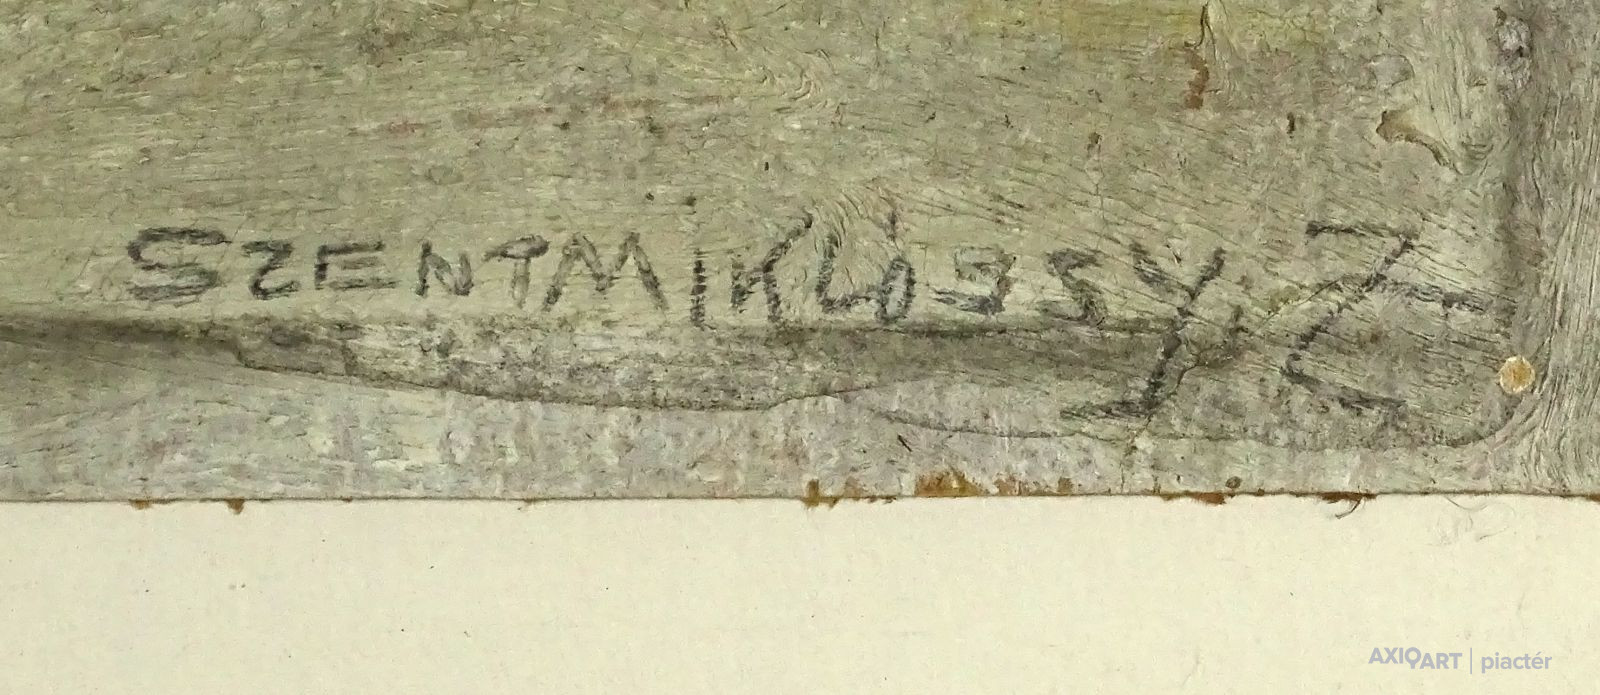 SZENTMIKLÓSSY, Z
AXIOART | piactér